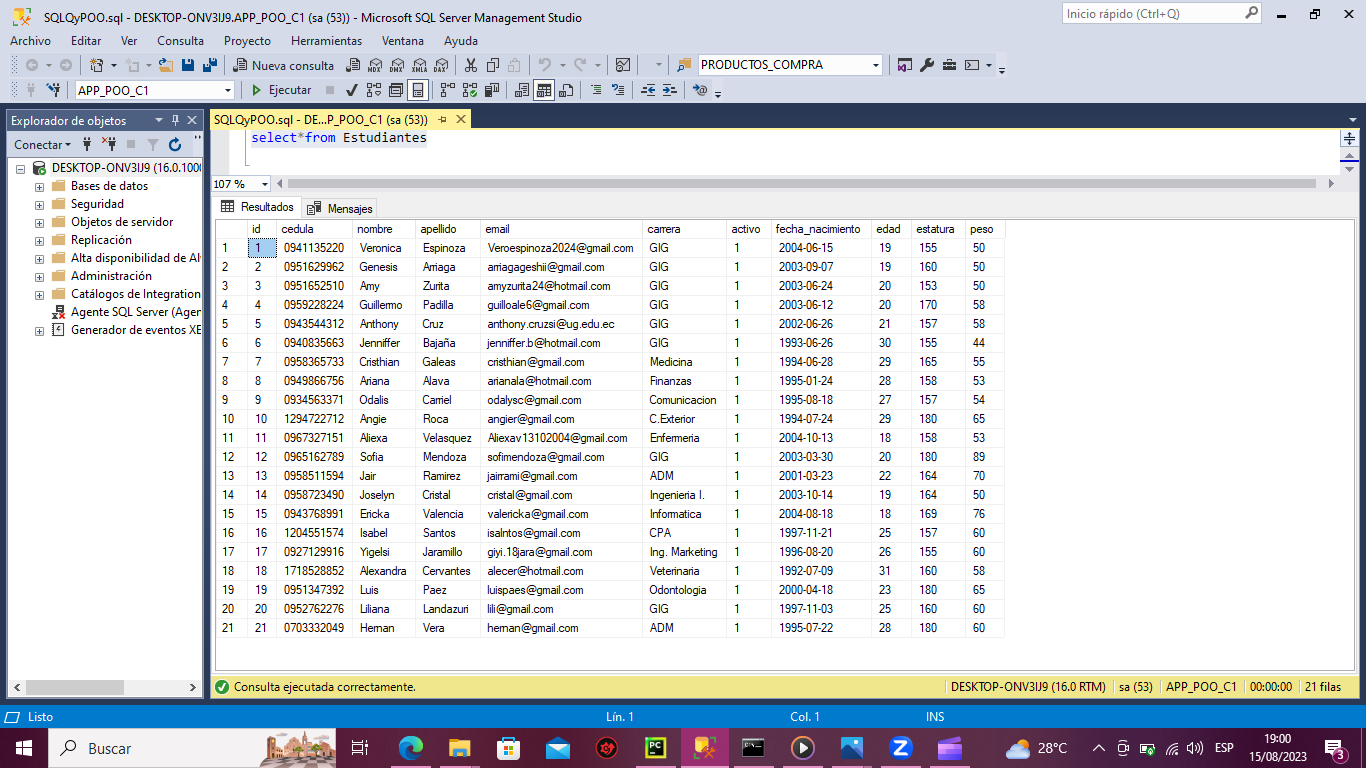 SQLQyPOO.sql - DESKTOP-ONV3IJ9.APP_POO_C1 (sa (53)) - Microsoft SQL Server Management Studio
Inicio rápido (Ctrl+Q)
Archivo Editar Ver Consulta Proyecto Herramientas Ventana Ayuda
Nueva consulta MDX DMX XMLA DAX PRODUCTOS_COMPRA
APP_POO_C1 Ejecutar
Explorador de objetos
Conectar
DESKTOP-ONV3IJ9 (16.0.100
Bases de datos
Seguridad
Objetos de servidor
Replicación
Alta disponibilidad de Al
Administración
Catálogos de Integration
Agente SQL Server (Agen
Generador de eventos XE
SQLQyPOO.sql - DE...P_POO_C1 (sa (53))
select*from Estudiantes
107 %
Resultados Mensajes
id cedula nombre apellido email carrera activo fecha_nacimiento edad estatura peso
1 1 0941135220 Veronica Espinoza Veroespinoza2024@gmail.com GIG 1 2004-06-15 19 155 50
2 2 0951629962 Genesis Arriaga arriagageshii@gmail.com GIG 1 2003-09-07 19 160 50
3 3 0951652510 Amy Zurita amyzurita24@hotmail.com GIG 1 2003-06-24 20 153 50
4 4 0959228224 Guillermo Padilla guilloale6@gmail.com GIG 1 2003-06-12 20 170 58
5 5 0943544312 Anthony Cruz anthony.cruzsi@ug.edu.ec GIG 1 2002-06-26 21 157 58
6 6 0940835663 Jenniffer Bajaña jenniffer.b@hotmail.com GIG 1 1993-06-26 30 155 44
7 7 0958365733 Cristhian Galeas cristhian@gmail.com Medicina 1 1994-06-28 29 165 55
8 8 0949866756 Ariana Alava arianala@hotmail.com Finanzas 1 1995-01-24 28 158 53
9 9 0934563371 Odalis Carriel odalysc@gmail.com Comunicacion 1 1995-08-18 27 157 54
10 10 1294722712 Angie Roca angier@gmail.com C.Exterior 1 1994-07-24 29 180 65
11 11 0967327151 Aliexa Velasquez Aliexav13102004@gmail.com Enfermeria 1 2004-10-13 18 158 53
12 12 0965162789 Sofia Mendoza sofimendoza@gmail.com GIG 1 2003-03-30 20 180 89
13 13 0958511594 Jair Ramirez jairrami@gmail.com ADM 1 2001-03-23 22 164 70
14 14 0958723490 Joselyn Cristal cristal@gmail.com Ingenieria I. 1 2003-10-14 19 164 50
15 15 0943768991 Ericka Valencia valericka@gmail.com Informatica 1 2004-08-18 18 169 76
16 16 1204551574 Isabel Santos isalntos@gmail.com CPA 1 1997-11-21 25 157 60
17 17 0927129916 Yigelsi Jaramillo giyi.18jara@gmail.com Ing. Marketing 1 1996-08-20 26 155 60
18 18 1718528852 Alexandra Cervantes alecer@hotmail.com Veterinaria 1 1992-07-09 31 160 58
19 19 0951347392 Luis Paez luispaes@gmail.com Odontologia 1 2000-04-18 23 180 65
20 20 0952762276 Liliana Landazuri lili@gmail.com GIG 1 1997-11-03 25 160 60
21 21 0703332049 Hernan Vera hernan@gmail.com ADM 1 1995-07-22 28 180 60
Consulta ejecutada correctamente. DESKTOP-ONV3IJ9 (16.0 RTM) sa (53) APP_POO_C1 00:00:00 21 filas
Listo Lín. 1 Col. 1 INS
Buscar PC 28°C ESP 19:00
15/08/2023 3